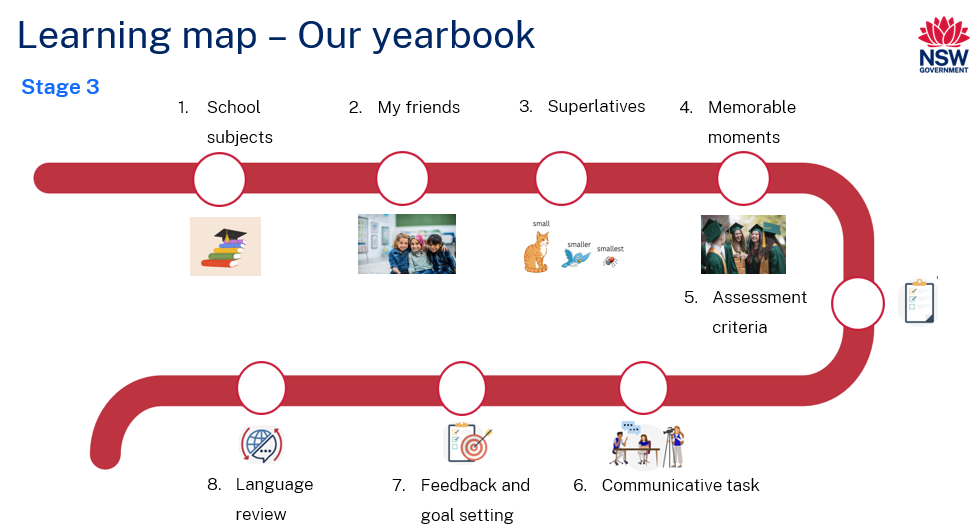 Learning map – Our yearbook
NSW
GOVERNMENT
Stage 3
1. School
subjects
2. My friends
3. Superlatives
4. Memorable
moments
small
smaller
smallest
5. Assessment
criteria
6. Communicative task
7. Feedback and
goal setting
8. Language
review